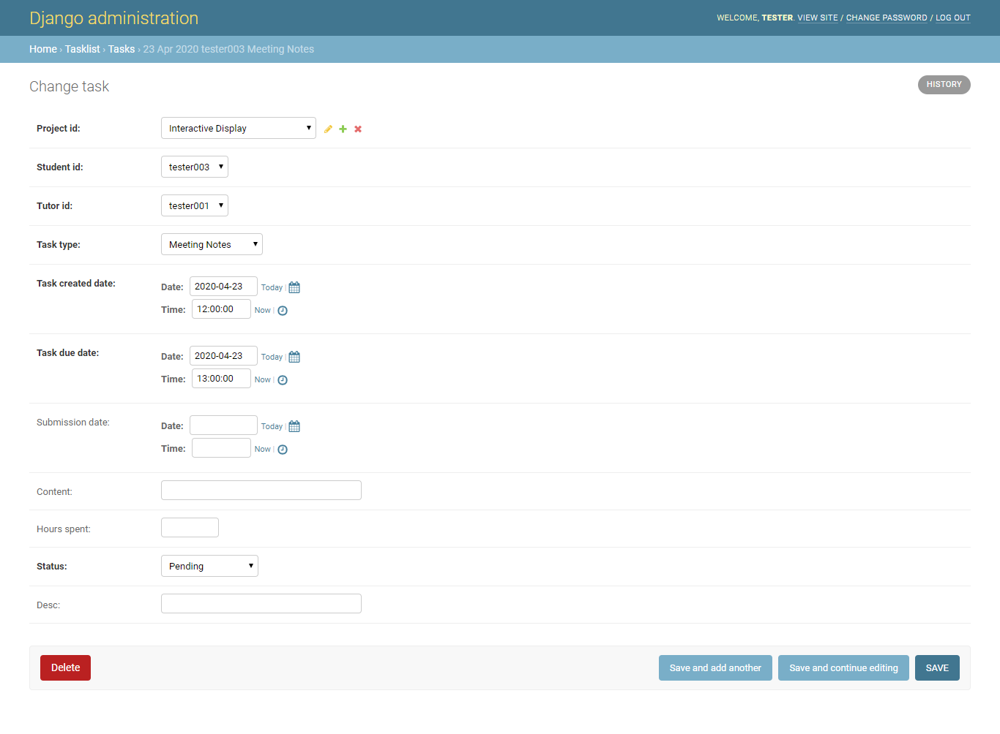 Django administration
WELCOME, TESTER. VIEW SITE / CHANGE PASSWORD / LOG OUT
Home › Tasklist › Tasks › 23 Apr 2020 tester003 Meeting Notes
Change task
HISTORY
Project id: Interactive Display
Student id: tester003
Tutor id: tester001
Task type: Meeting Notes
Task created date: Date: 2020-04-23 Today |
Time: 12:00:00 Now |
Task due date: Date: 2020-04-23 Today |
Time: 13:00:00 Now |
Submission date: Date: Today |
Time: Now |
Content:
Hours spent:
Status: Pending
Desc:
Delete Save and add another Save and continue editing SAVE